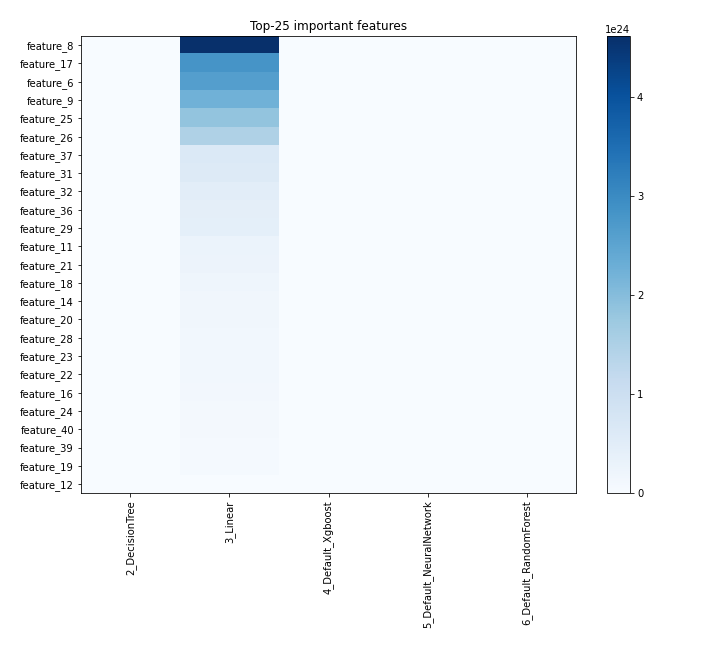 Top-25 important features
1e24
feature_8
feature_17
feature_6
feature_9
feature_25
feature_26
feature_37
feature_31
feature_32
feature_36
feature_29
feature_11
feature_21
feature_18
feature_14
feature_20
feature_28
feature_23
feature_22
feature_16
feature_24
feature_40
feature_39
feature_19
feature_12
2_DecisionTree
3_Linear
4_Default_Xgboost
5_Default_NeuralNetwork
6_Default_RandomForest
4
3
2
1
0